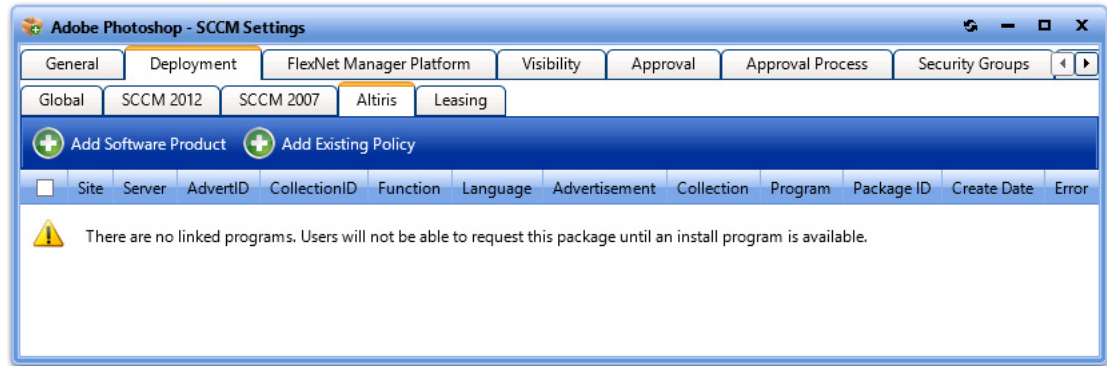 Adobe Photoshop - SCCM Settings
General Deployment FlexNet Manager Platform Visibility Approval Approval Process Security Groups
Global SCCM 2012 SCCM 2007 Altiris Leasing
Add Software Product Add Existing Policy
Site Server AdvertID CollectionID Function Language Advertisement Collection Program Package ID Create Date Error
There are no linked programs. Users will not be able to request this package until an install program is available.